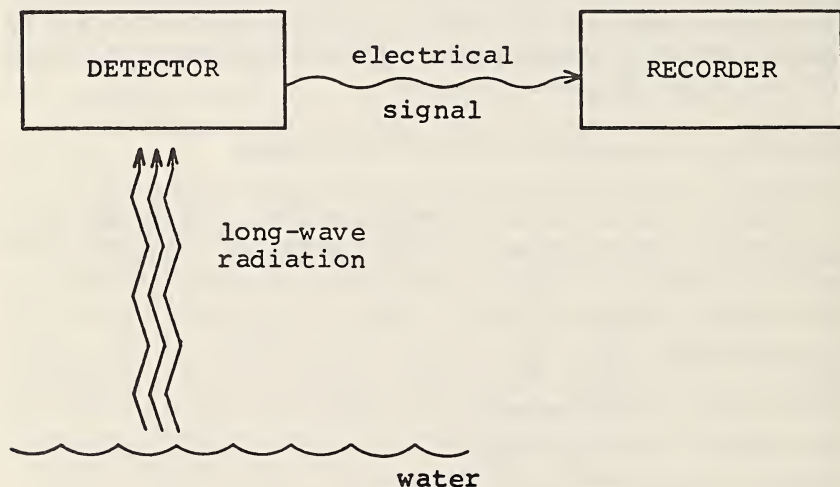 DETECTOR
electrical
signal
RECORDER
long-wave
radiation
water